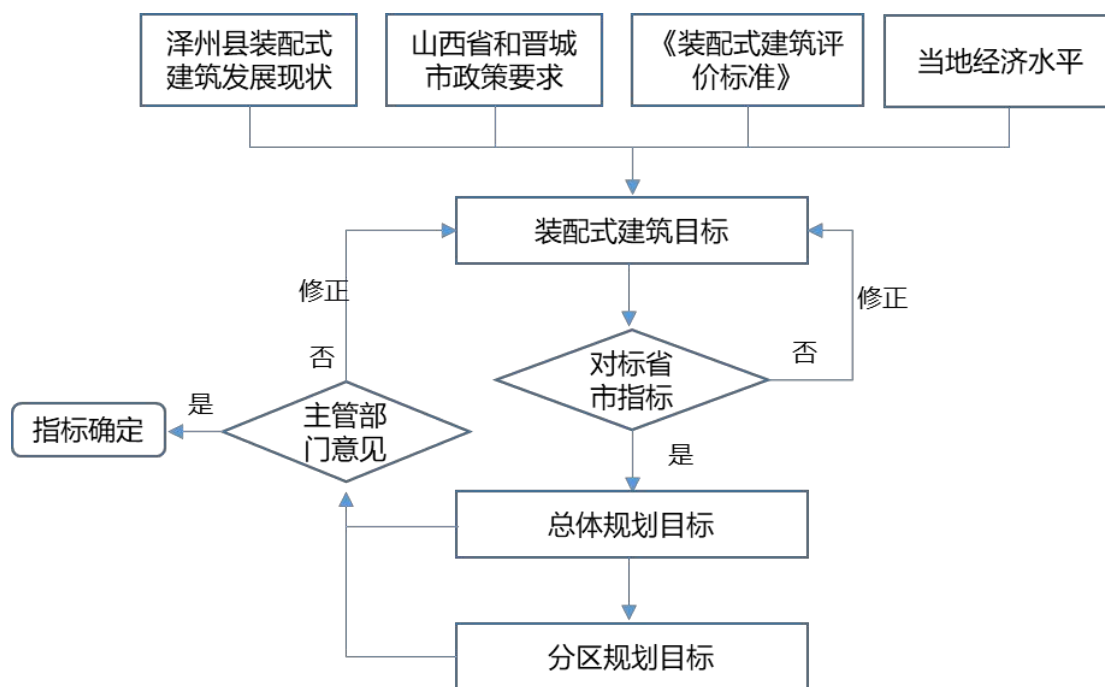 泽州县装配式
建筑发展现状
山西省和晋城
市政策要求
《装配式建筑评
价标准》
当地经济水平
装配式建筑目标
修正
修正
对标省
市指标
否
否
主管部
门意见
是
指标确定
是
总体规划目标
分区规划目标